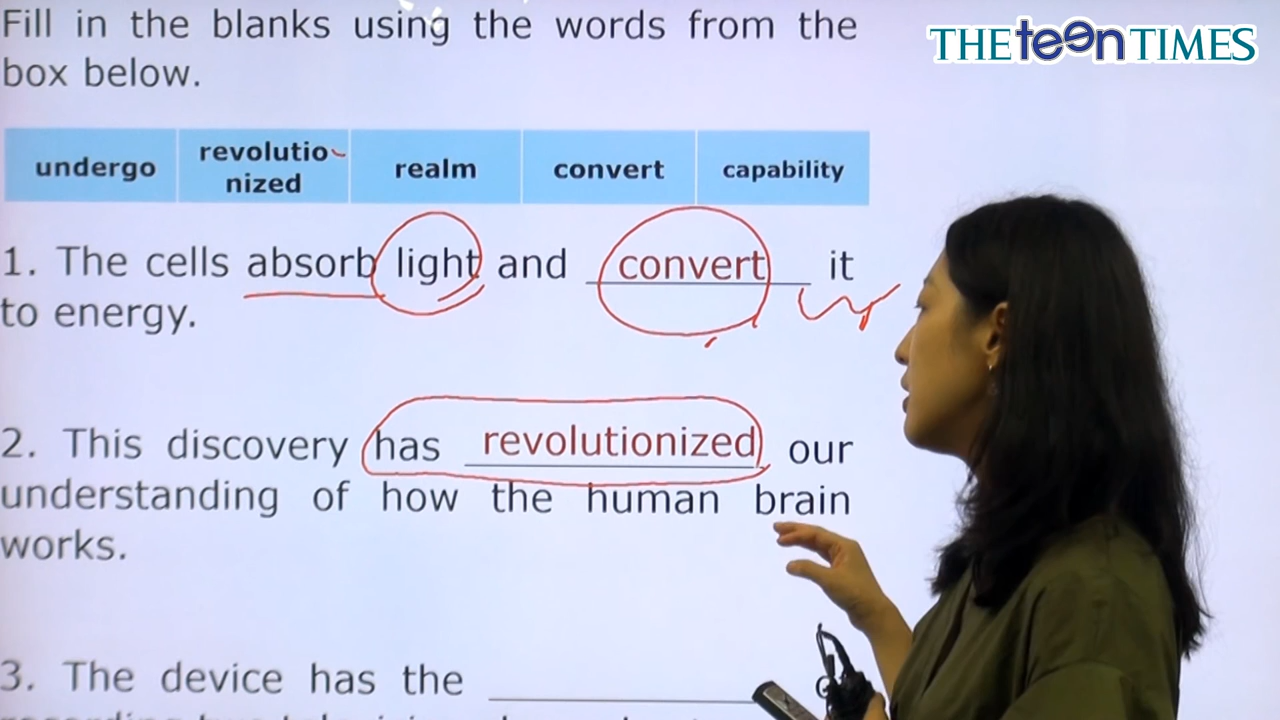 Fill in the blanks using the words from the
THE teen TIMES
box below.
undergo
revolutio-
nized
realm
convert
capability
1. The cells absorb light and convert it
to energy.
2. This discovery has revolutionized our
understanding of how the human brain
works.
3. The device has the